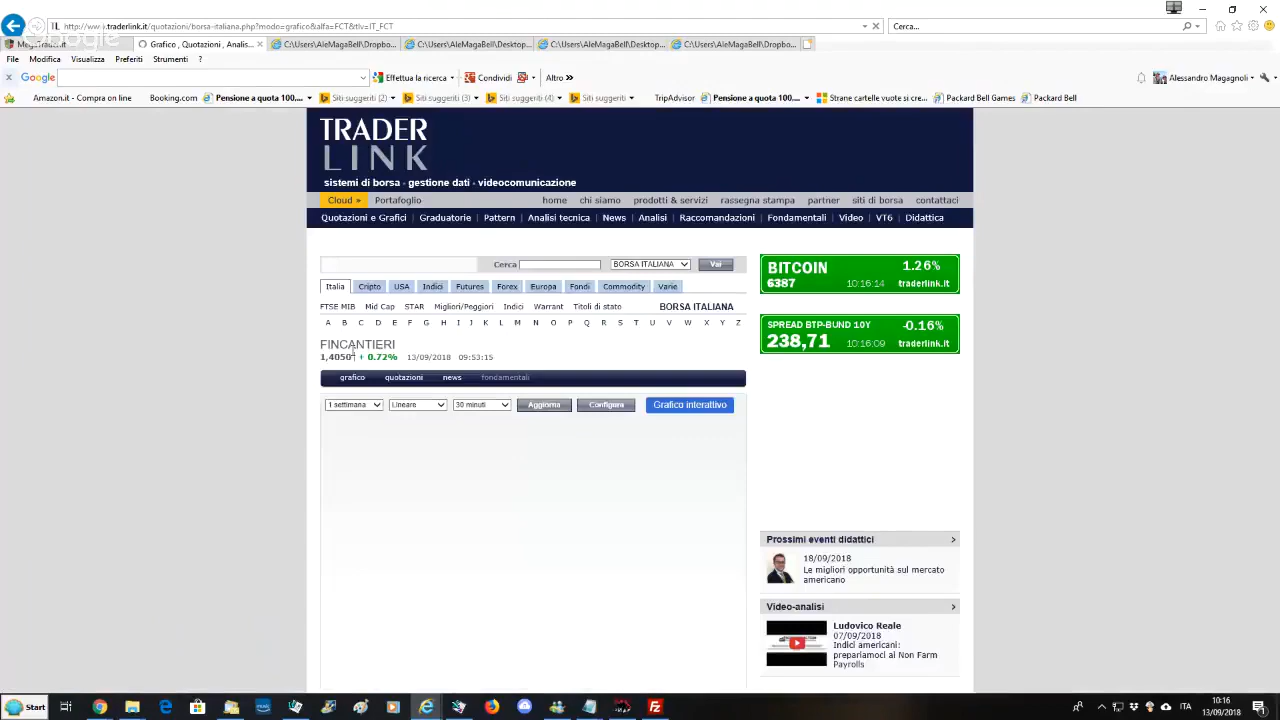 http://www.traderlink.it/quotazioni/borsa-italiana.php?modo=grafico&alfa=FCT&tlv=IT_FCT
Cerca...
Grafico , Quotazioni , Analis...
C:\Users\AleMagaBell\Dropbo...
C:\Users\AleMagaBell\Desktop...
C:\Users\AleMagaBell\Desktop...
C:\Users\AleMagaBell\Dropbo...
File Modifica Visualizza Preferiti Strumenti ?
Google Effettua la ricerca Condividi Altro » Alessandro Magagnoli
Amazon.it - Compra on line Booking.com Pensione a quota 100,... Siti suggeriti (2) Siti suggeriti (3) Siti suggeriti (4) Siti suggeriti TripAdvisor Pensione a quota 100,... Strane cartelle vuote si cre... Packard Bell Games Packard Bell
TRADER
LINK
sistemi di borsa - gestione dati - videocomunicazione
Cloud » Portafoglio home chi siamo prodotti & servizi rassegna stampa partner siti di borsa contattaci
Quotazioni e Grafici | Graduatorie | Pattern | Analisi tecnica | News | Analisi | Raccomandazioni | Fondamentali | Video | VT6 | Didattica
Cerca BORSA ITALIANA Vai
Italia Cripto USA Indici Futures Forex Europa Fondi Commodity Varie
FTSE MIB Mid Cap STAR Migliori/Peggiori Indici Warrant Titoli di stato BORSA ITALIANA
A B C D E F G H I J K L M N O P Q R S T U V W X Y Z
FINCANTIERI
1,4050 + 0.72% 13/09/2018 09:53:15
grafico quotazioni news fondamentali
1 settimana Lineare 30 minuti Aggiorna Configura Grafico interattivo
BITCOIN 1.26%
6387 10:16:14 traderlink.it
SPREAD BTP-BUND 10Y -0.16%
238,71 10:16:09 traderlink.it
Prossimi eventi didattici >
18/09/2018
Le migliori opportunità sul mercato
americano
Video-analisi >
Ludovico Reale
07/09/2018
Indici americani:
prepariamoci ai Non Farm
Payrolls
Start
ITA
10:16
13/09/2018